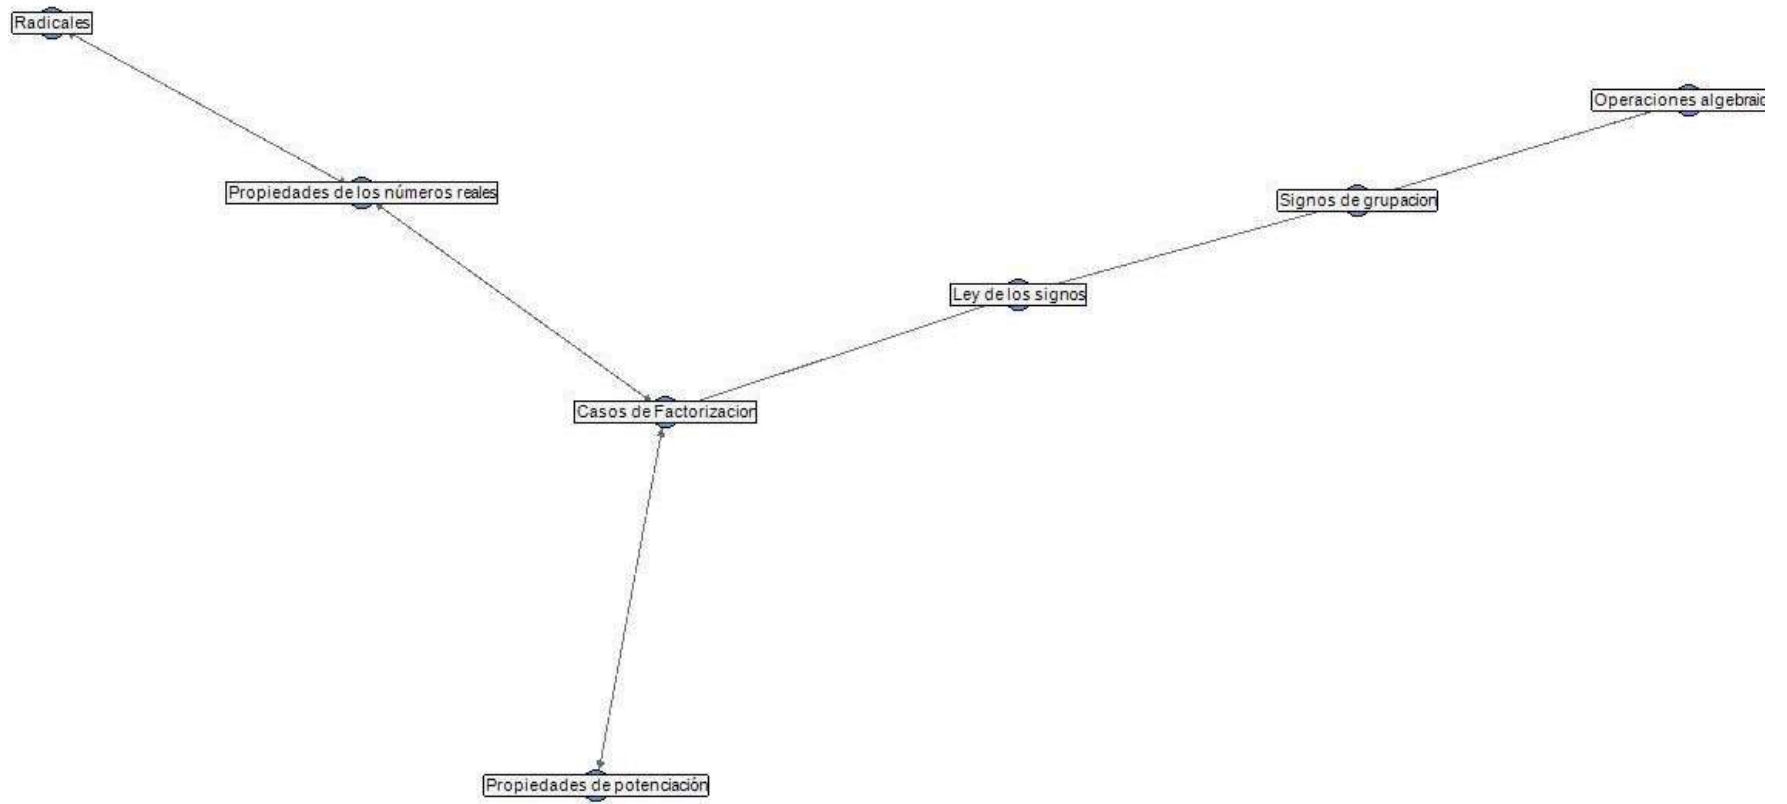 Radicales
Operaciones algebraic
Propiedades de los números reales
Signos de grupacion
Ley de los signos
Casos de Factorizacion
Propiedades de potenciación